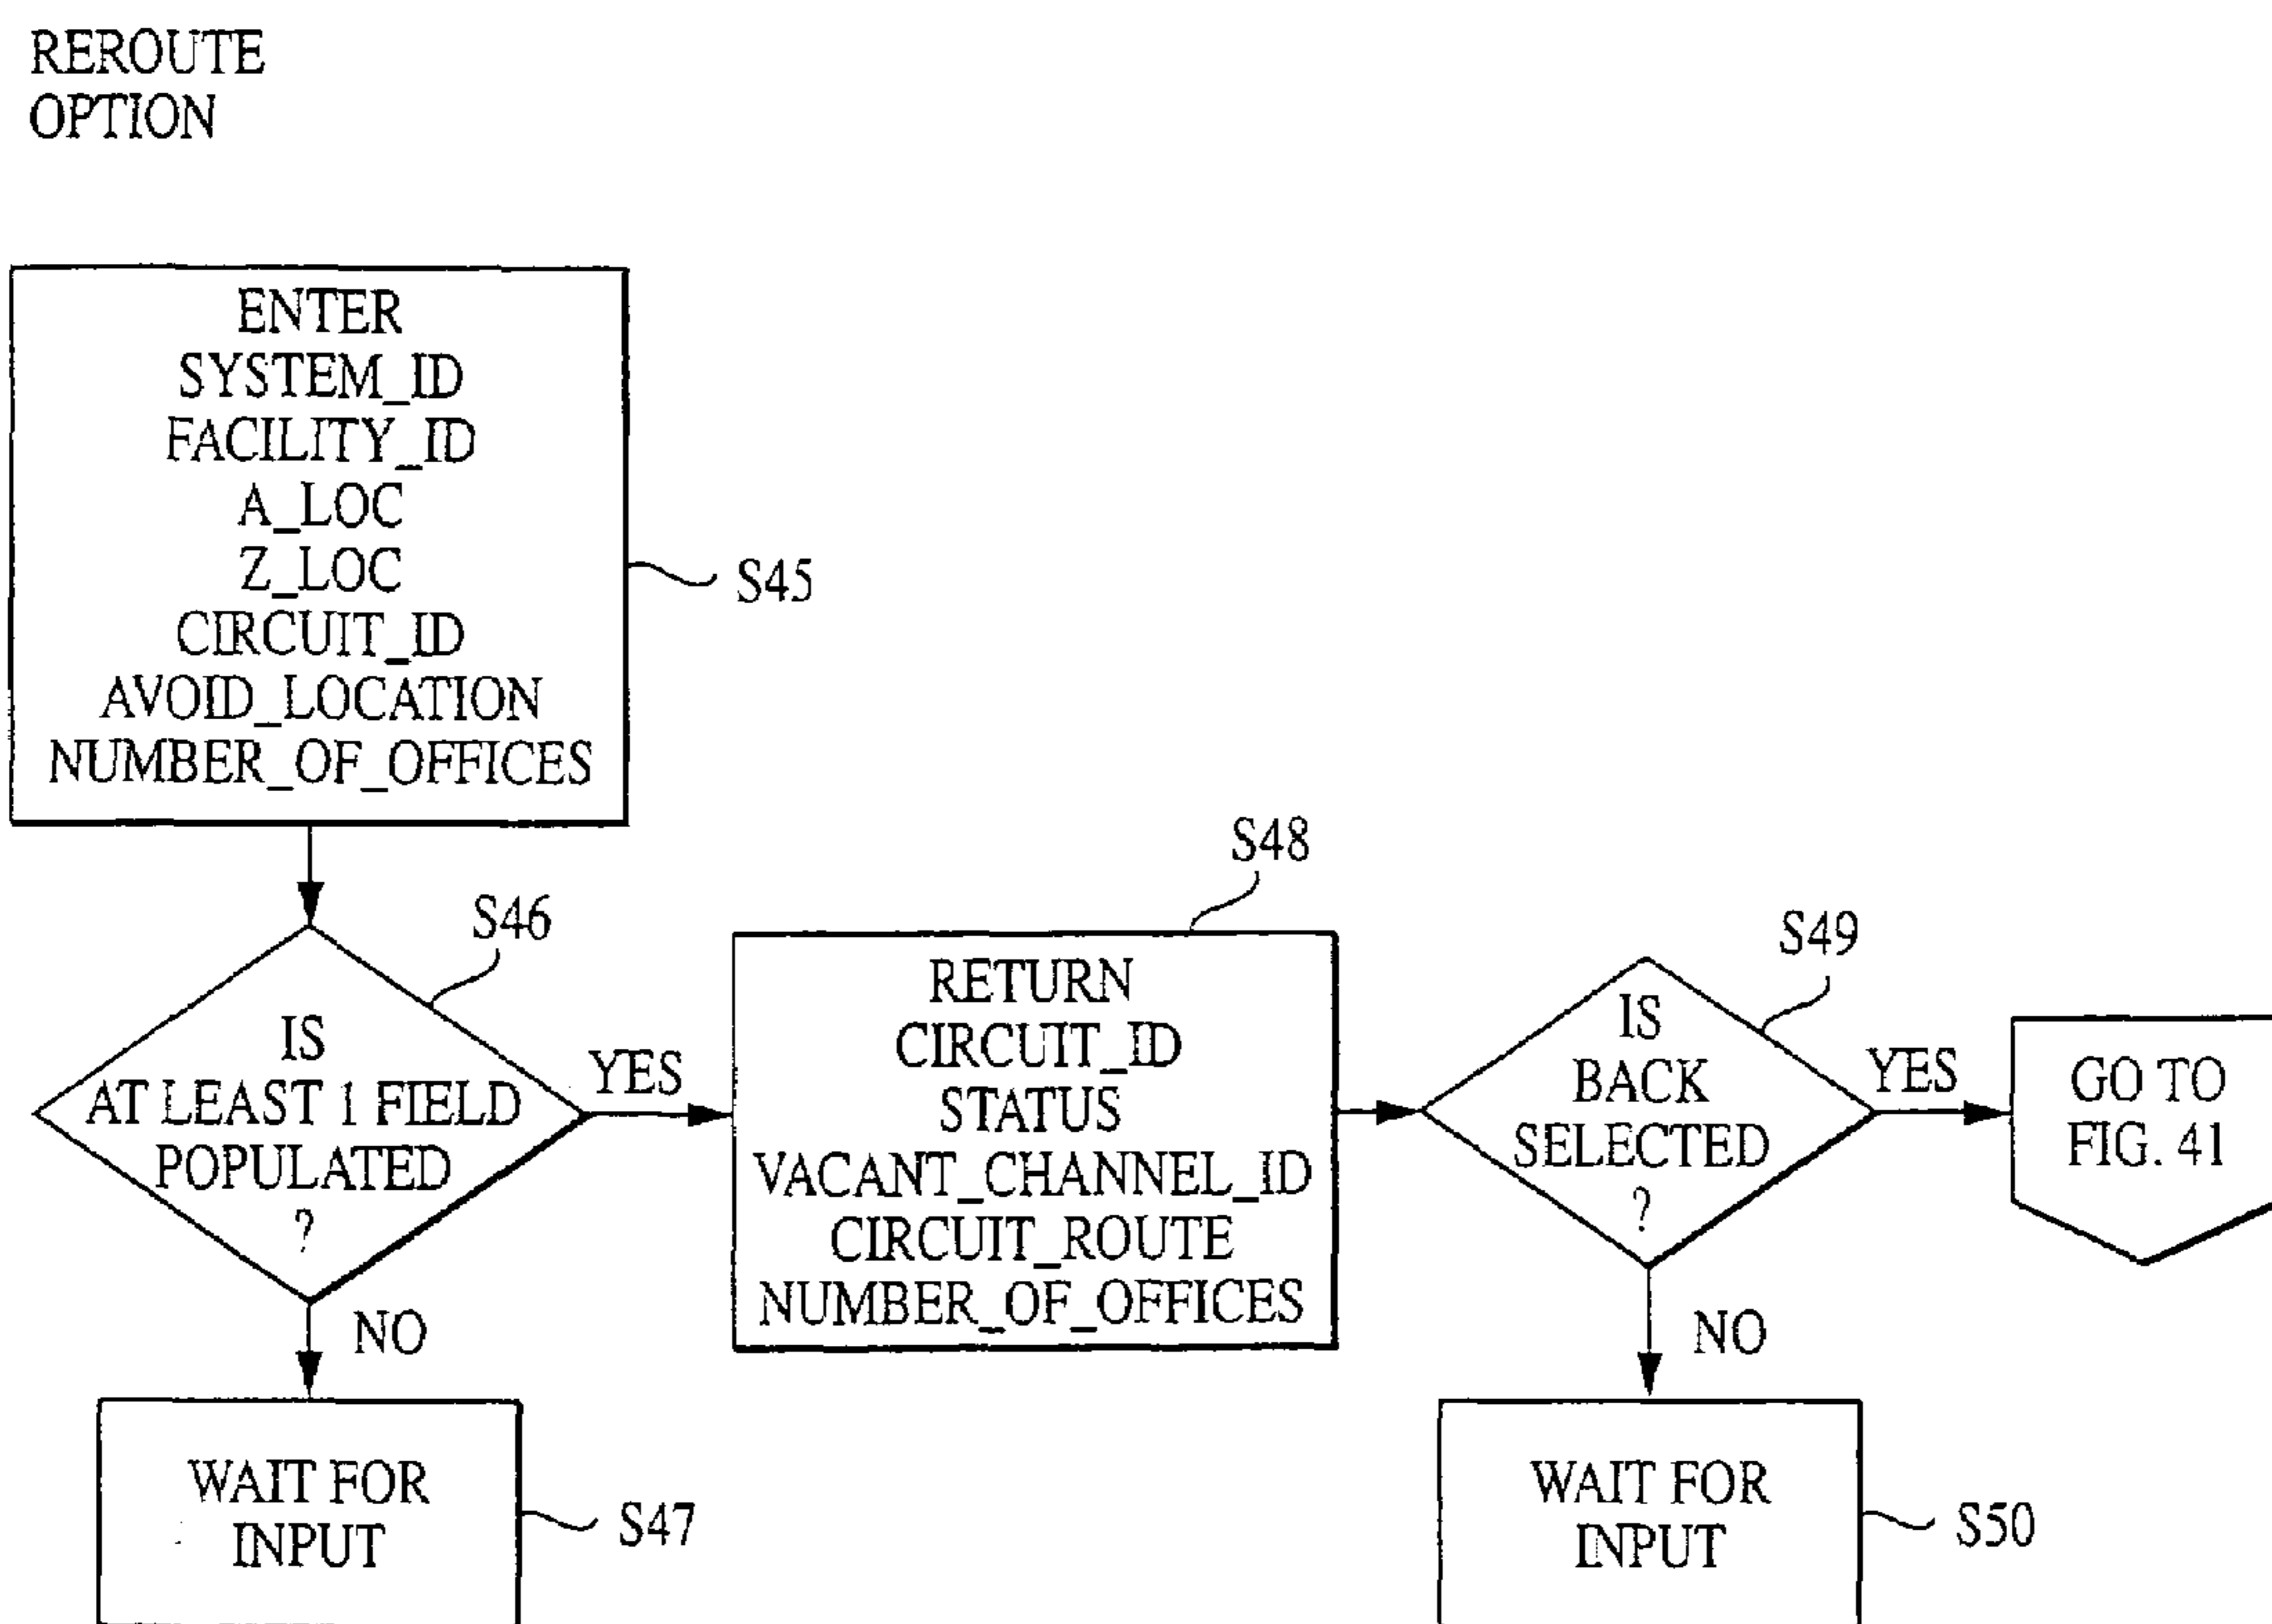 REROUTE
OPTION
ENTER
SYSTEM_ID
FACILITY_ID
A_LOC
Z_LOC
CIRCUIT_ID
AVOID_LOCATION
NUMBER_OF_OFFICES
S45
S46
IS
AT LEAST 1 FIELD
POPULATED
?
YES
NO
WAIT FOR
INPUT
S47
S48
RETURN
CIRCUIT_ID
STATUS
VACANT_CHANNEL_ID
CIRCUIT_ROUTE
NUMBER_OF_OFFICES
S49
IS
BACK
SELECTED
?
YES
GO TO
FIG. 41
NO
WAIT FOR
INPUT
S50